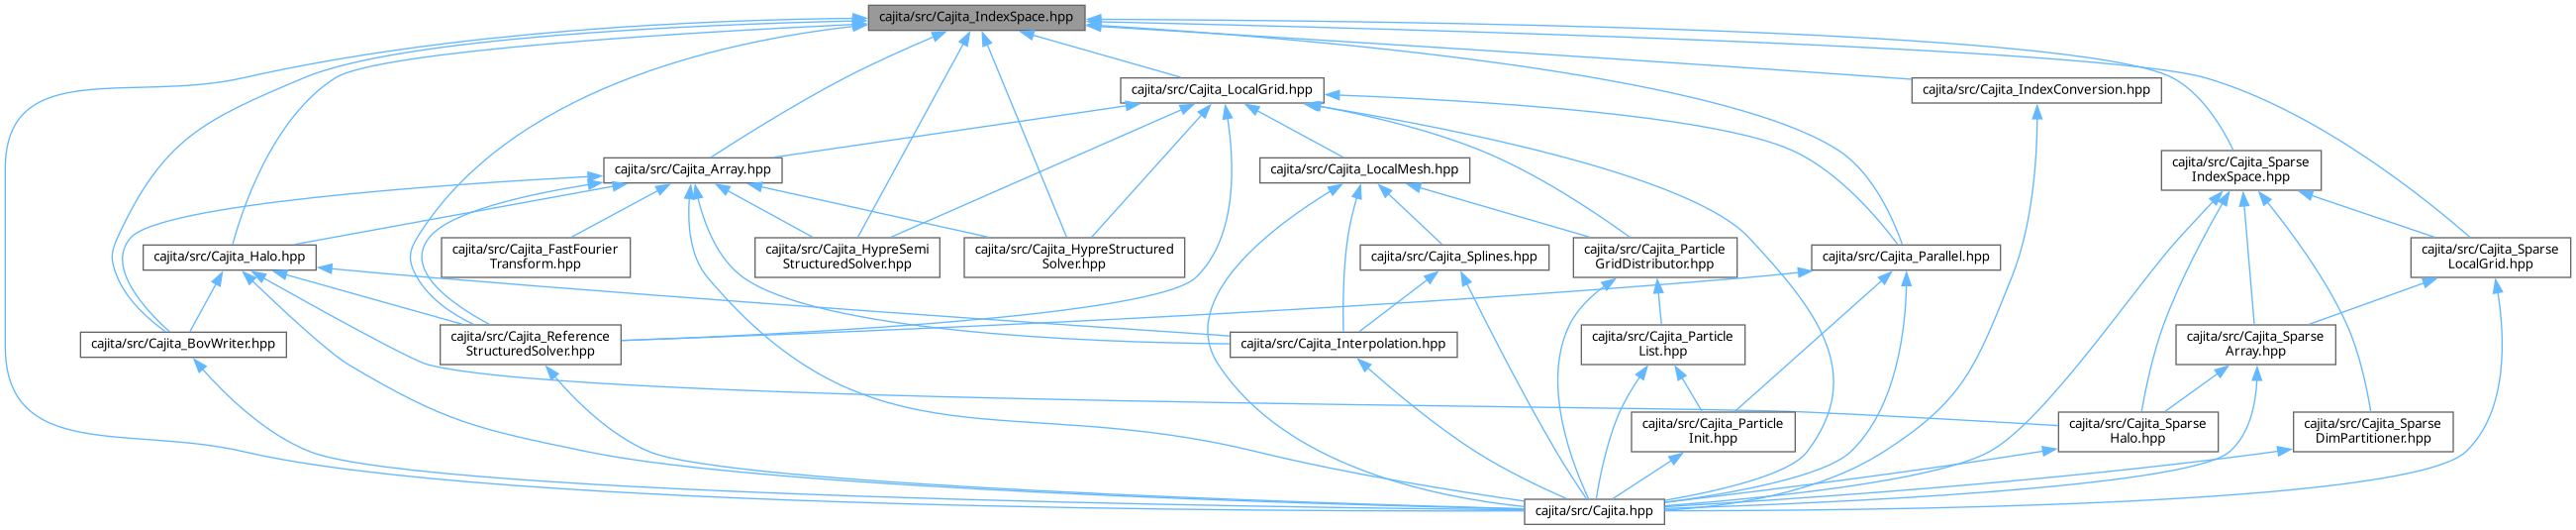 cajita/src/Cajita_IndexSpace.hpp
cajita/src/Cajita_LocalGrid.hpp
cajita/src/Cajita_IndexConversion.hpp
cajita/src/Cajita_Array.hpp
cajita/src/Cajita_LocalMesh.hpp
cajita/src/Cajita_Sparse
IndexSpace.hpp
cajita/src/Cajita_Halo.hpp
cajita/src/Cajita_FastFourier
Transform.hpp
cajita/src/Cajita_HypreSemi
StructuredSolver.hpp
cajita/src/Cajita_HypreStructured
Solver.hpp
cajita/src/Cajita_Splines.hpp
cajita/src/Cajita_Particle
GridDistributor.hpp
cajita/src/Cajita_Parallel.hpp
cajita/src/Cajita_Sparse
LocalGrid.hpp
cajita/src/Cajita_BovWriter.hpp
cajita/src/Cajita_Reference
StructuredSolver.hpp
cajita/src/Cajita_Interpolation.hpp
cajita/src/Cajita_Particle
List.hpp
cajita/src/Cajita_Sparse
Array.hpp
cajita/src/Cajita_Particle
Init.hpp
cajita/src/Cajita_Sparse
Halo.hpp
cajita/src/Cajita_Sparse
DimPartitioner.hpp
cajita/src/Cajita.hpp